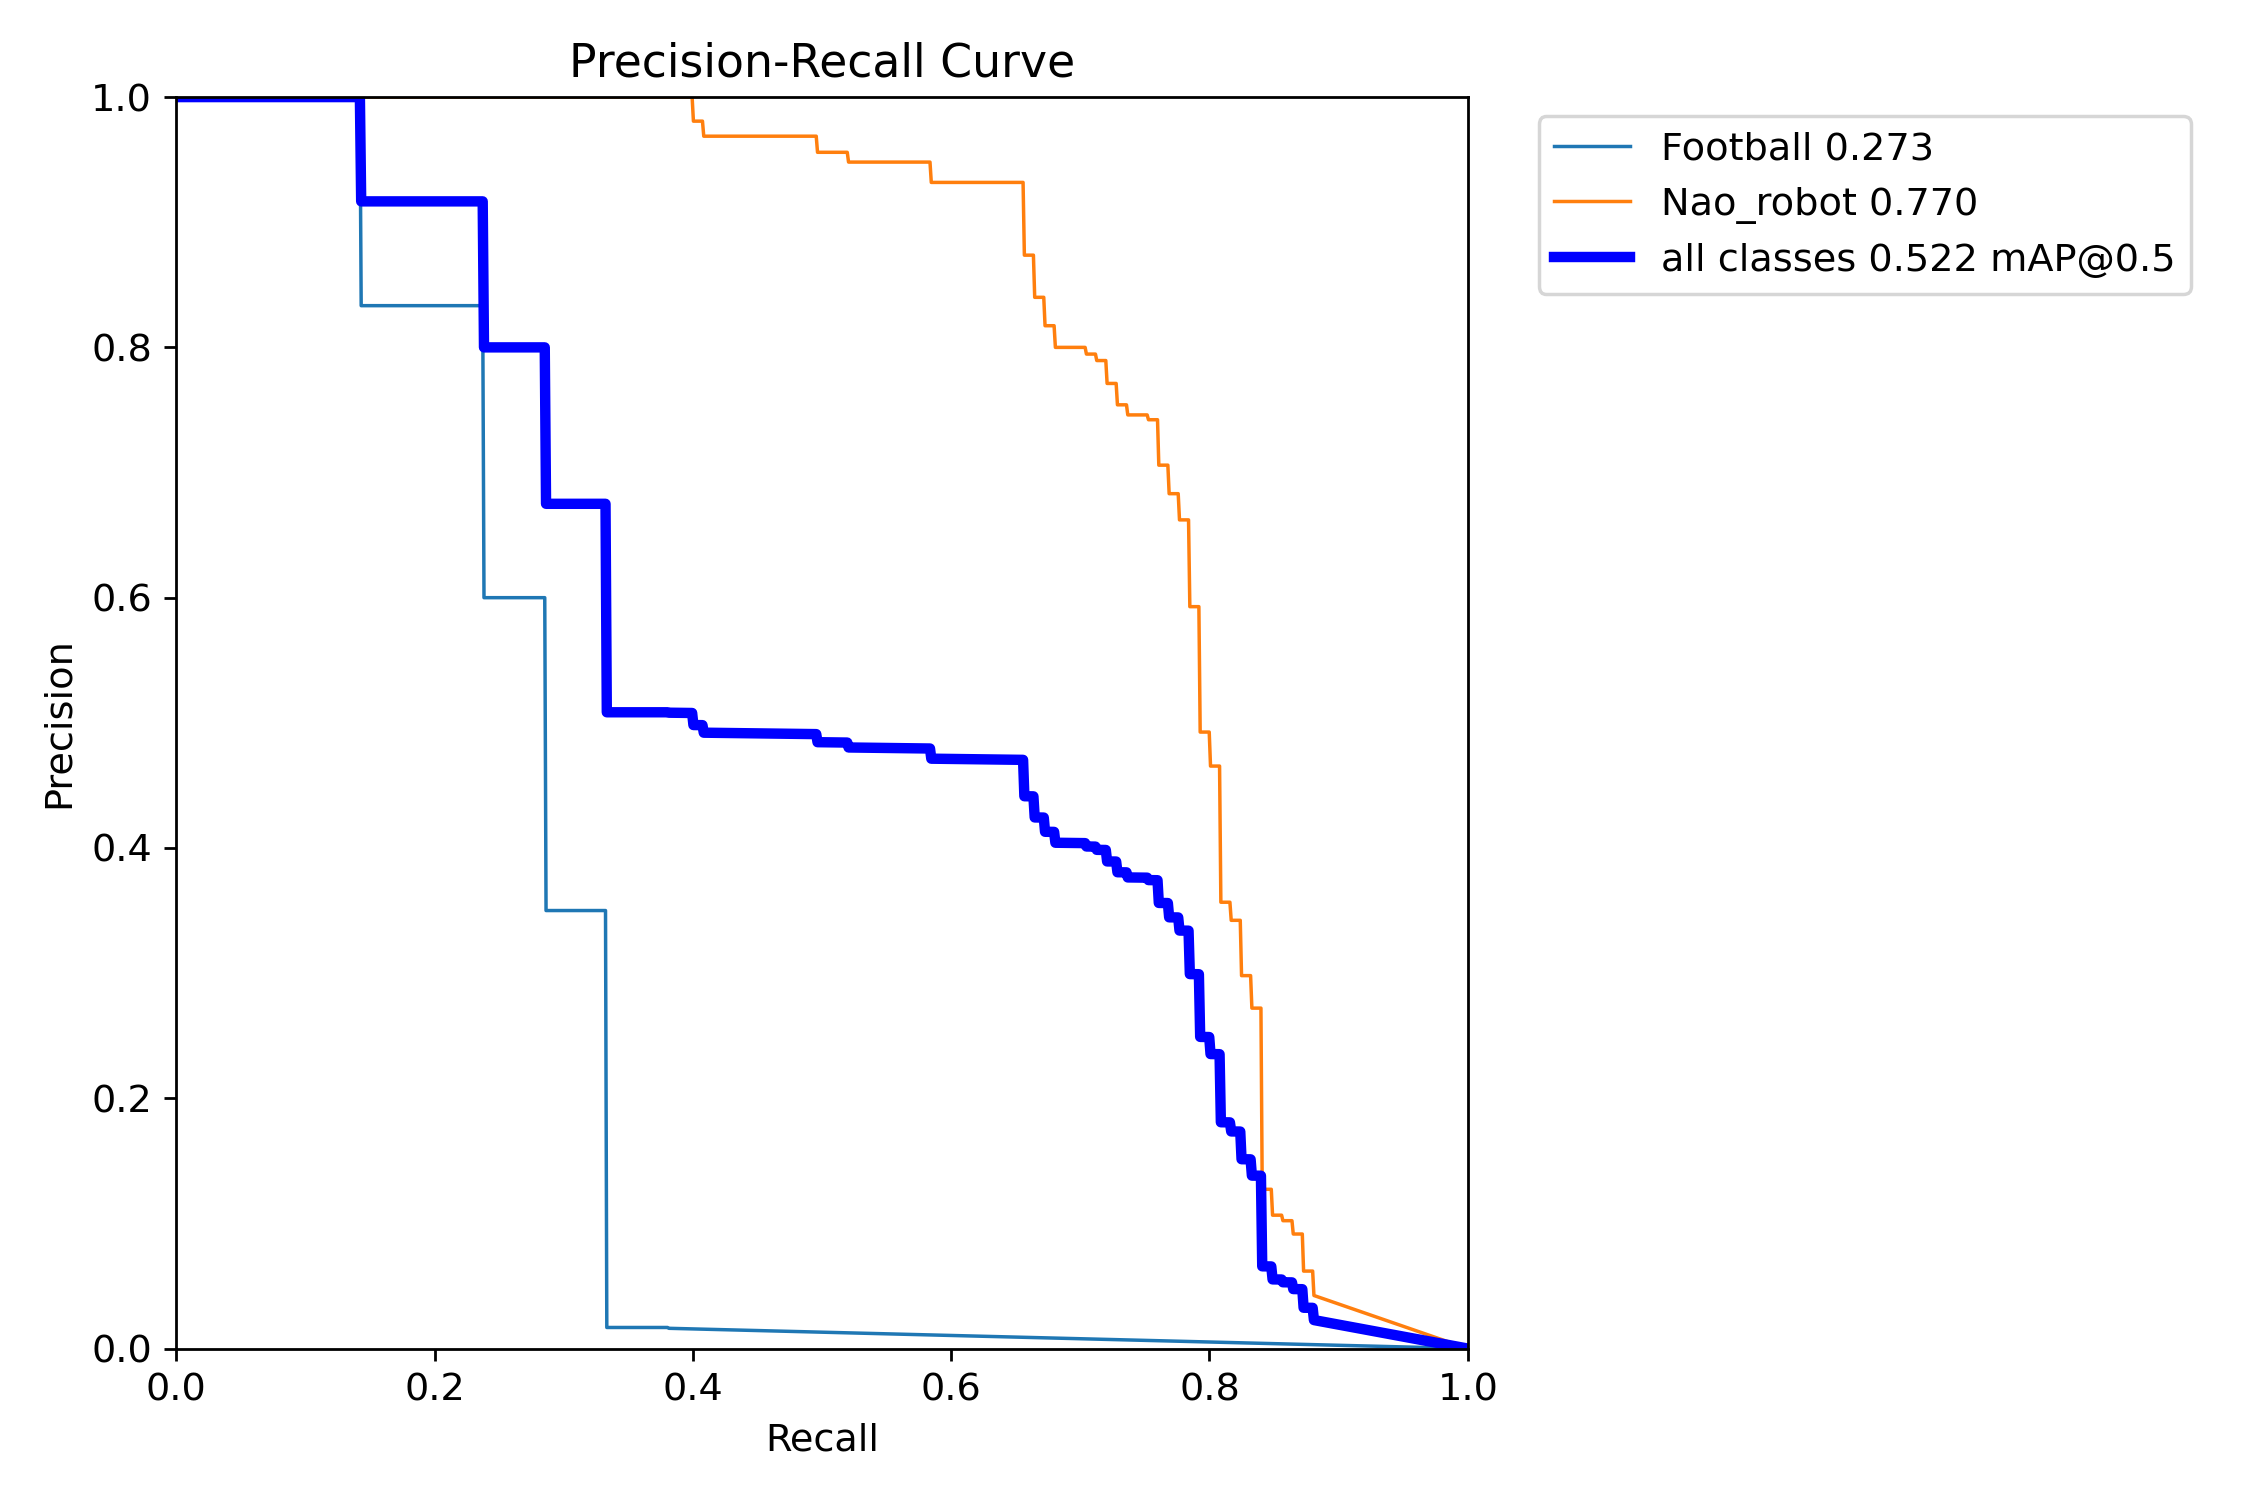 Precision-Recall Curve
1.0
0.8
0.6
0.4
0.2
0.0
Precision
0.0 0.2 0.4 0.6 0.8 1.0
Recall
Football 0.273
Nao_robot 0.770
all classes 0.522 mAP@0.5